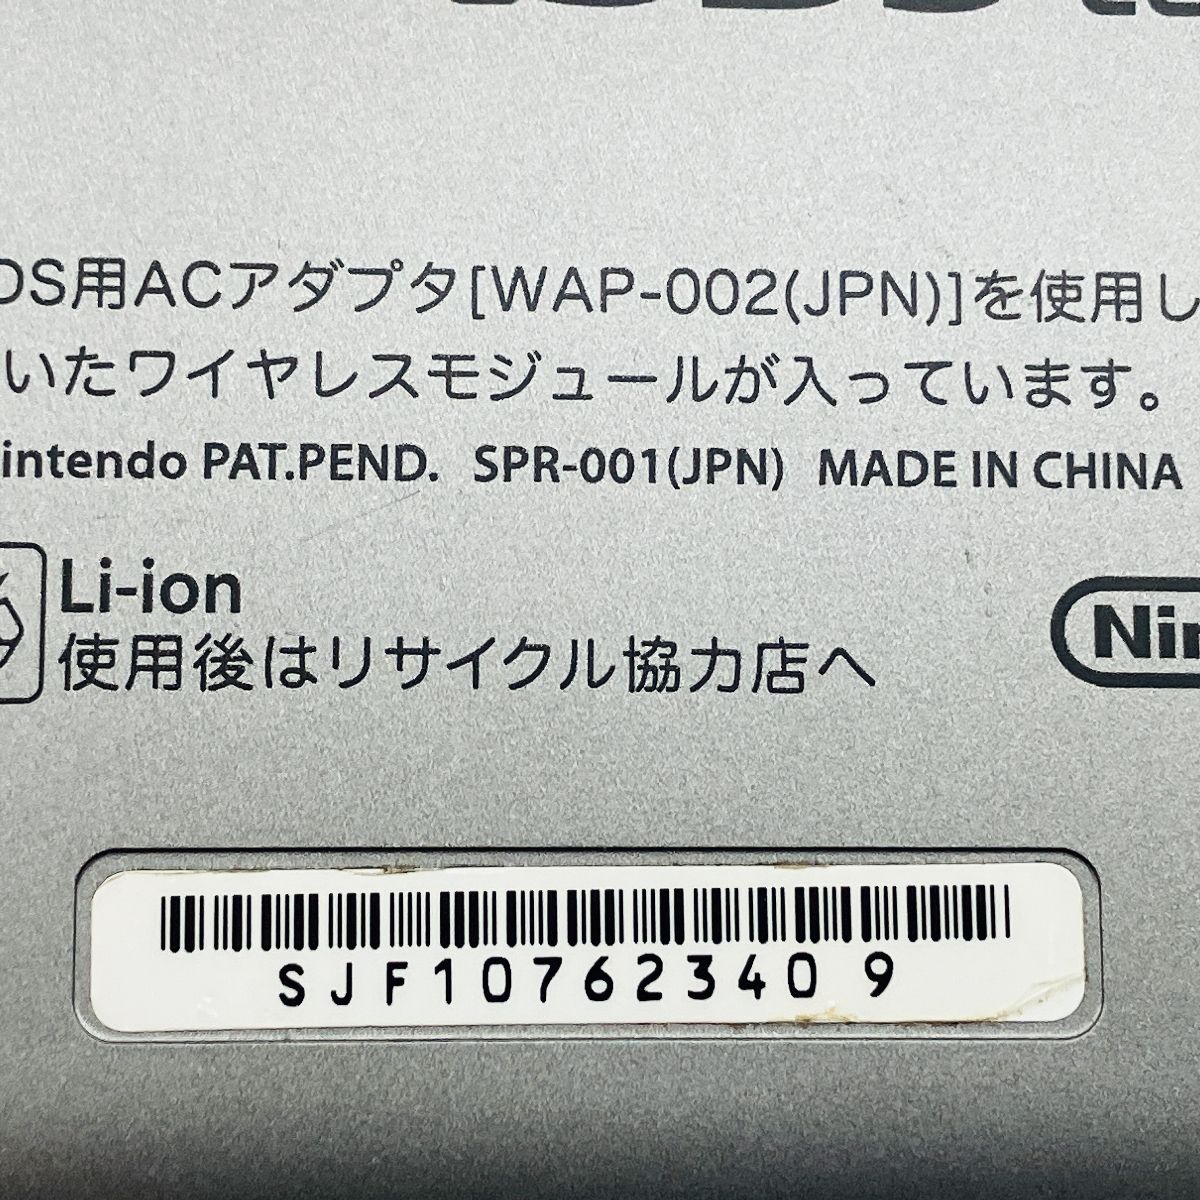 DS用ACアダプタ[WAP-002(JPN)]を使用し
いたワイヤレスモジュールが入っています。
intendo PAT.PEND. SPR-001(JPN) MADE IN CHINA
Li-ion
使用後はリサイクル協力店へ
Nin
SJF10762340 9